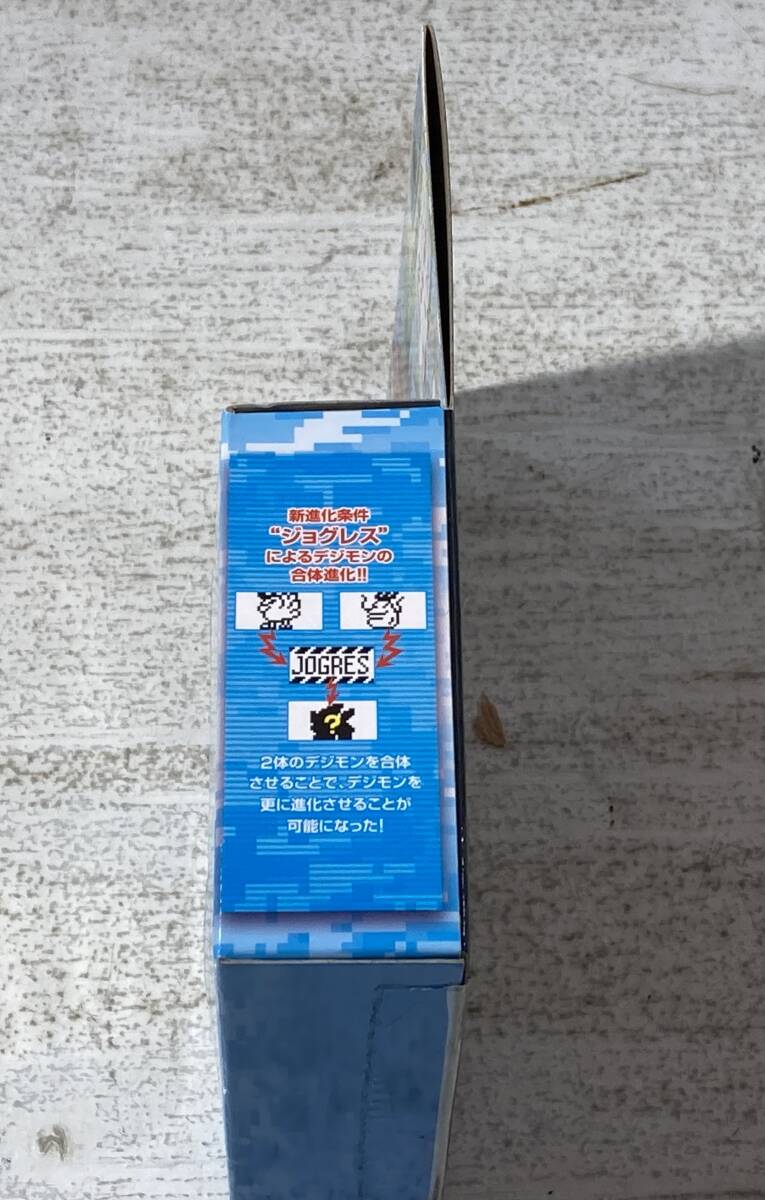 新進化条件
“ジョグレス”
によるデジモンの
合体進化!!
JOGRES
?
2体のデジモンを合体
させることで、デジモンを
更に進化させることが
可能になった!